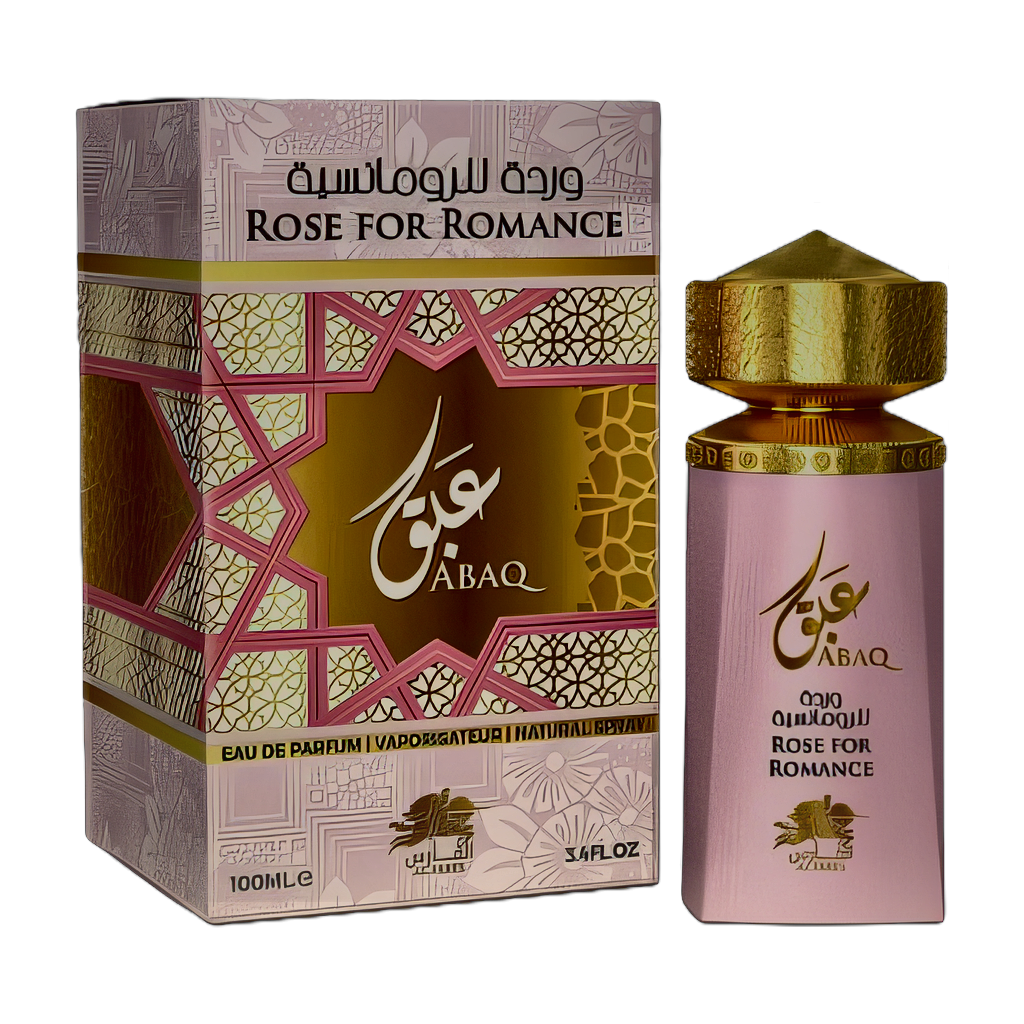 وردة للرومانسية
ROSE FOR ROMANCE
عبق
ABAQ
EAU DE PARFUM | VAPORISATEUR | NATURAL SPRAY
الفارس
100ML e
3.4FL.OZ
عبق
ABAQ
وردة
للرومانسية
ROSE FOR
ROMANCE